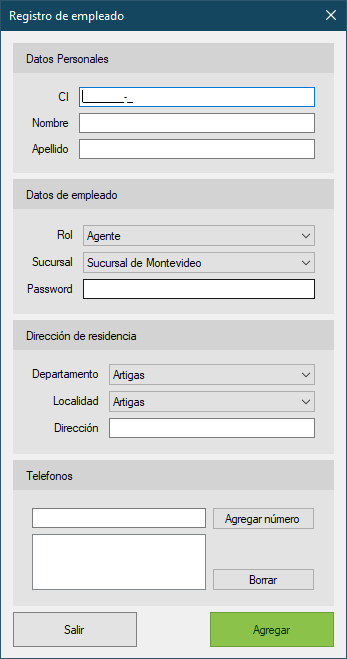 Registro de empleado
Datos Personales
CI _______-_
Nombre
Apellido
Datos de empleado
Rol Agente
Sucursal Sucursal de Montevideo
Password
Dirección de residencia
Departamento Artigas
Localidad Artigas
Dirección
Telefonos
Agregar número
Borrar
Salir Agregar